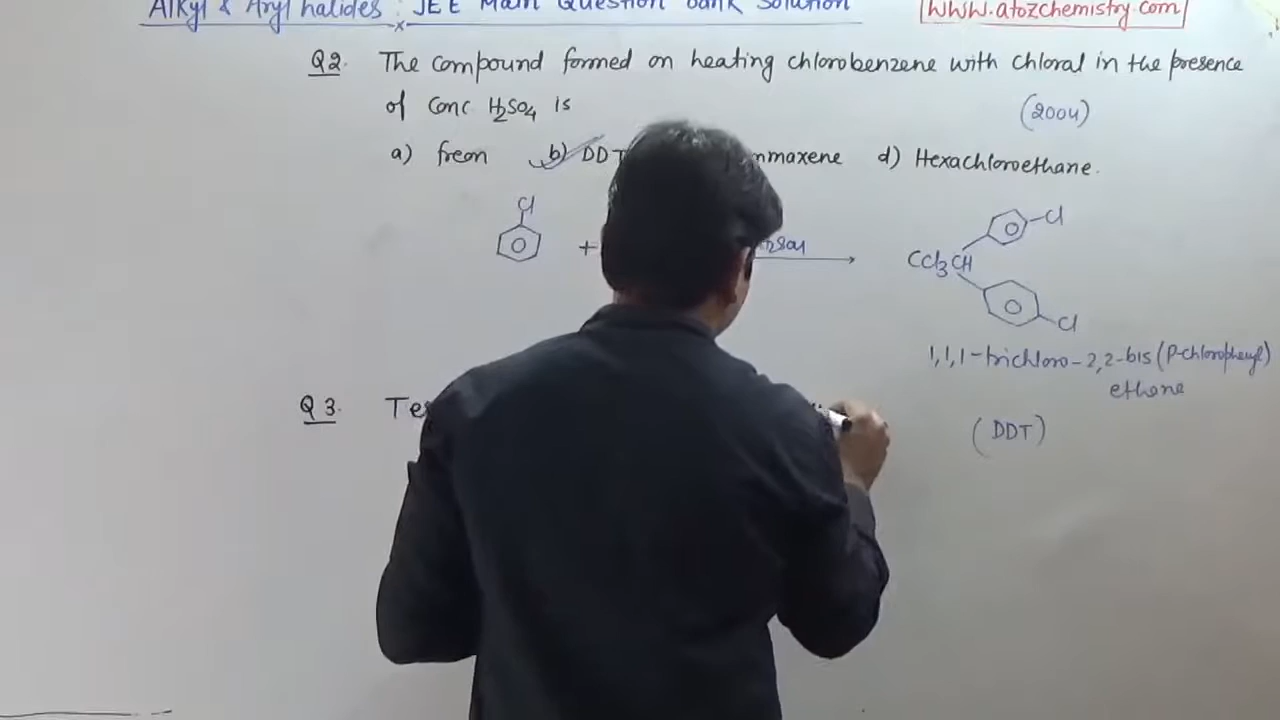 Alkyl & Aryl halides : JEE Main Question bank Solution
www.atozchemistry.com
Q2. The compound formed on heating chlorobenzene with chloral in the presence
of Conc H2SO4 is (2004)
a) freon b) DDT d) Hexachloroethane.
Cl
+
Cl
CCl3CH
Cl
1,1,1-trichloro-2,2-bis(P-chlorophenyl)
ethane
(DDT)
Q3.